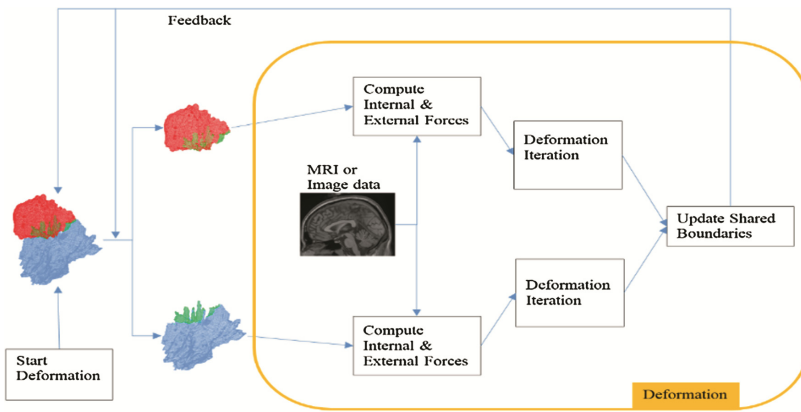 Feedback
Compute
Internal &
External Forces
Deformation
Iteration
MRI or
Image data
Update Shared
Boundaries
Deformation
Iteration
Compute
Internal &
External Forces
Start
Deformation
Deformation